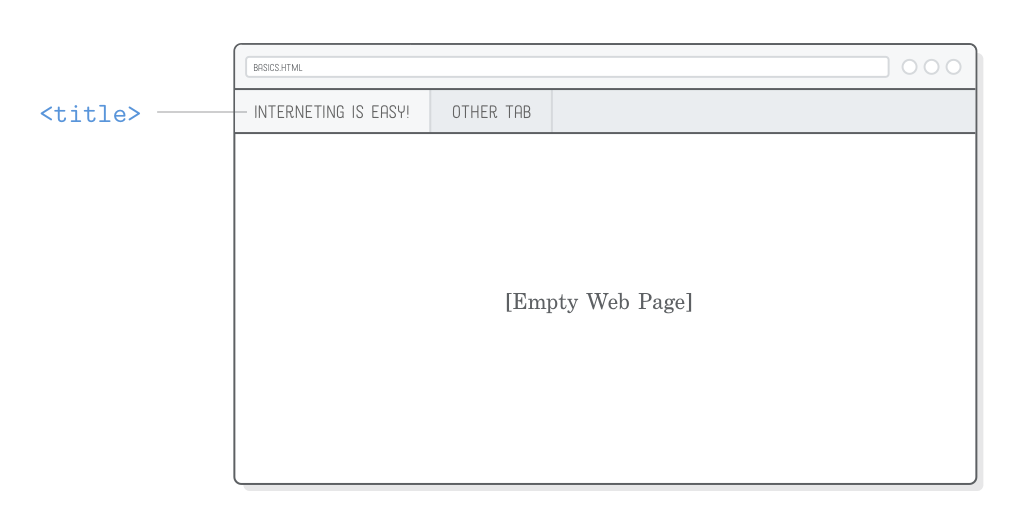 BASICS.HTML
<title>
INTERNETING IS EASY!
OTHER TAB
[Empty Web Page]